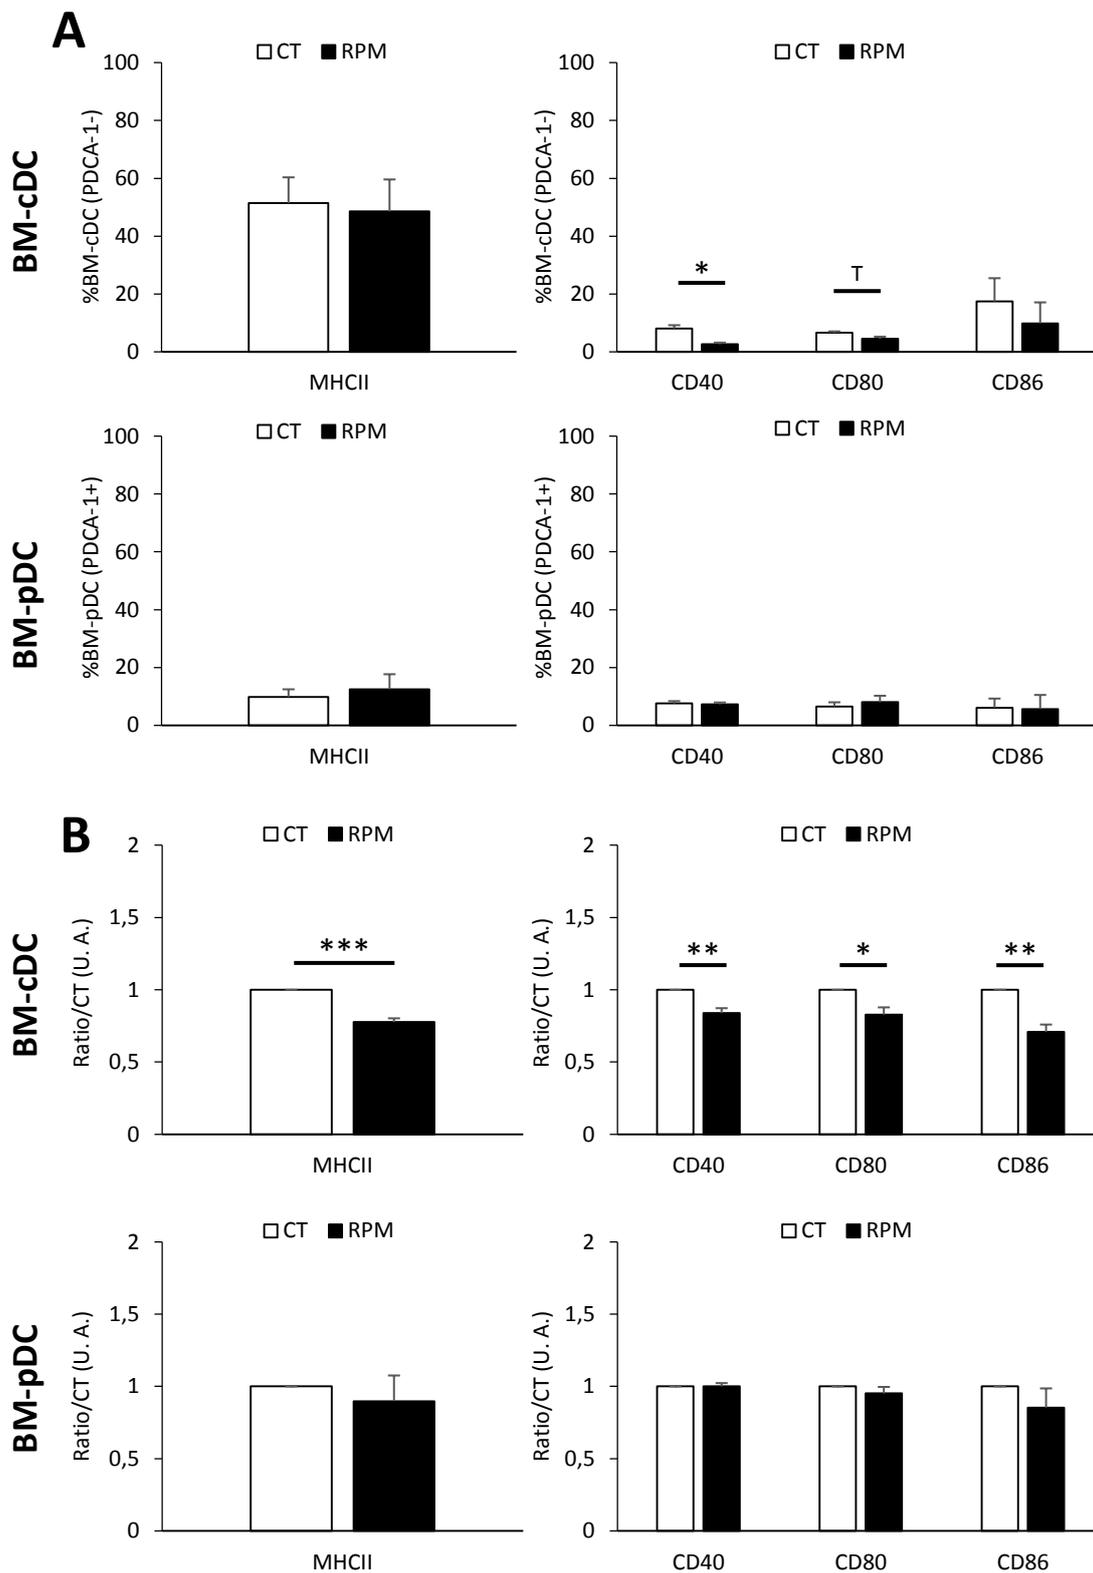 A
BM-cDC
CT RPM
%BM-cDC (PDCA-1-)
100
80
60
40
20
0
MHCII
CT RPM
%BM-cDC (PDCA-1-)
100
80
60
40
20
0
*
T
CD40 CD80 CD86
BM-pDC
CT RPM
%BM-pDC (PDCA-1+)
100
80
60
40
20
0
MHCII
CT RPM
%BM-pDC (PDCA-1+)
100
80
60
40
20
0
CD40 CD80 CD86
B
BM-cDC
CT RPM
Ratio/CT (U. A.)
2
1,5
1
0,5
0
***
MHCII
CT RPM
Ratio/CT (U. A.)
2
1,5
1
0,5
0
** * **
CD40 CD80 CD86
BM-pDC
CT RPM
Ratio/CT (U. A.)
2
1,5
1
0,5
0
MHCII
CT RPM
Ratio/CT (U. A.)
2
1,5
1
0,5
0
CD40 CD80 CD86